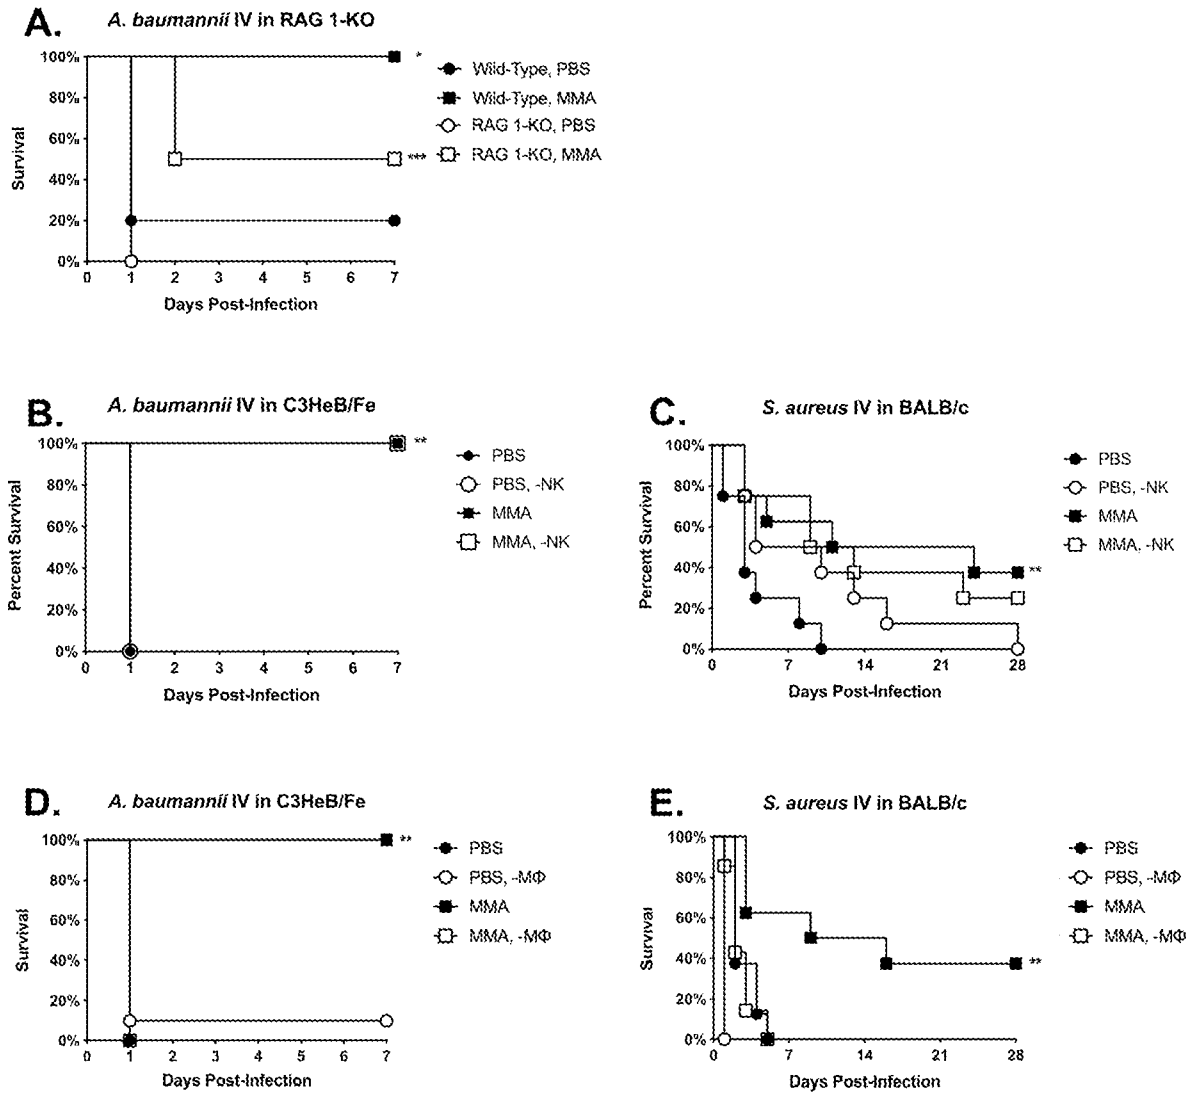 A.
A. baumannii IV in RAG 1-KO
100%
80%
60%
40%
20%
0%
Survival
0 1 2 3 4 5 6 7
Days Post-Infection
*
***
Wild-Type, PBS
Wild-Type, MMA
RAG 1-KO, PBS
RAG 1-KO, MMA
B.
A. baumannii IV in C3HeB/Fe
100%
80%
60%
40%
20%
0%
Percent Survival
0 1 2 3 4 5 6 7
Days Post-Infection
**
PBS
PBS, -NK
MMA
MMA, -NK
C.
S. aureus IV in BALB/c
100%
80%
60%
40%
20%
0%
Percent Survival
0 7 14 21 28
Days Post-Infection
**
PBS
PBS, -NK
MMA
MMA, -NK
D.
A. baumannii IV in C3HeB/Fe
100%
80%
60%
40%
20%
0%
Survival
0 1 2 3 4 5 6 7
Days Post-Infection
**
PBS
PBS, -MΦ
MMA
MMA, -MΦ
E.
S. aureus IV in BALB/c
100%
80%
60%
40%
20%
0%
Survival
0 7 14 21 28
Days Post-Infection
**
PBS
PBS, -MΦ
MMA
MMA, -MΦ